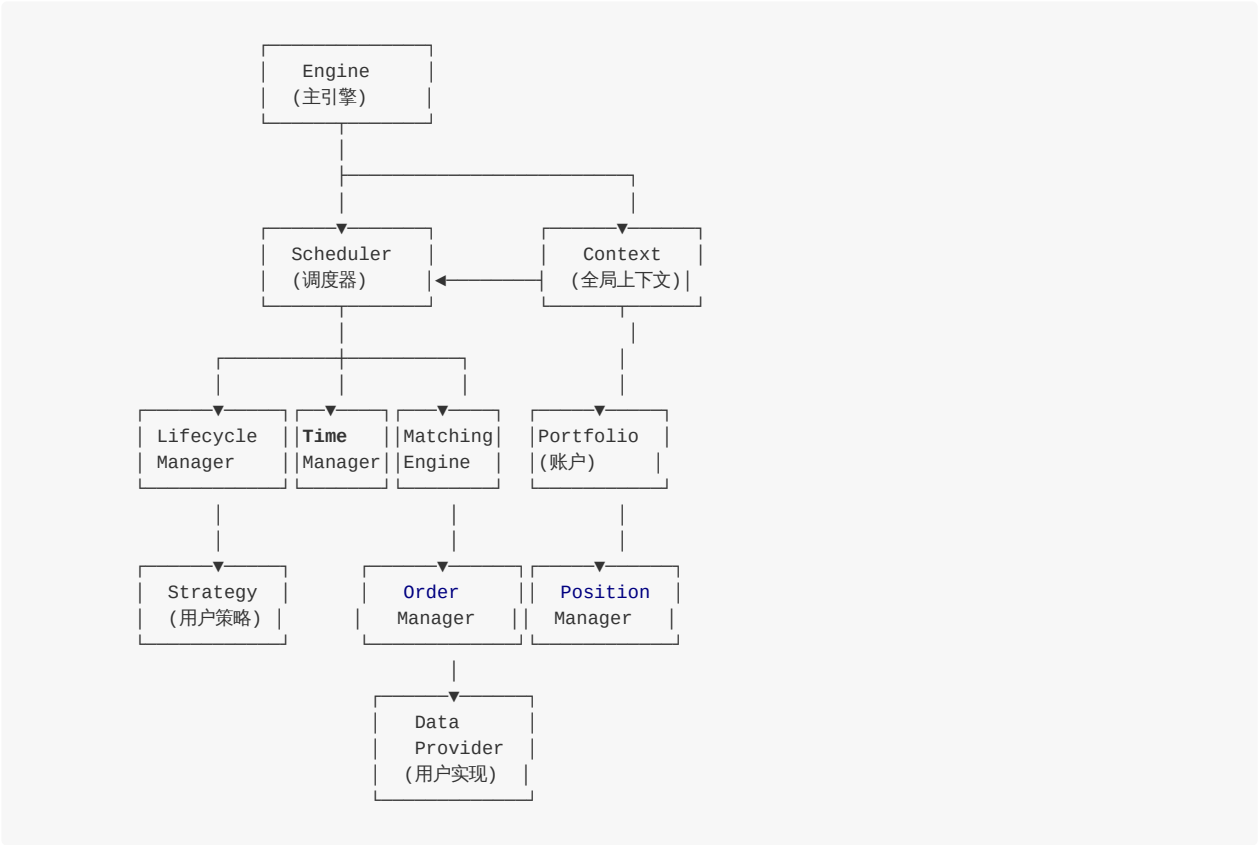 Engine
(主引擎)
Scheduler
(调度器)
Context
(全局上下文)
Lifecycle
Manager
Time
Manager
Matching
Engine
Portfolio
(账户)
Strategy
(用户策略)
Order
Manager
Position
Manager
Data
Provider
(用户实现)